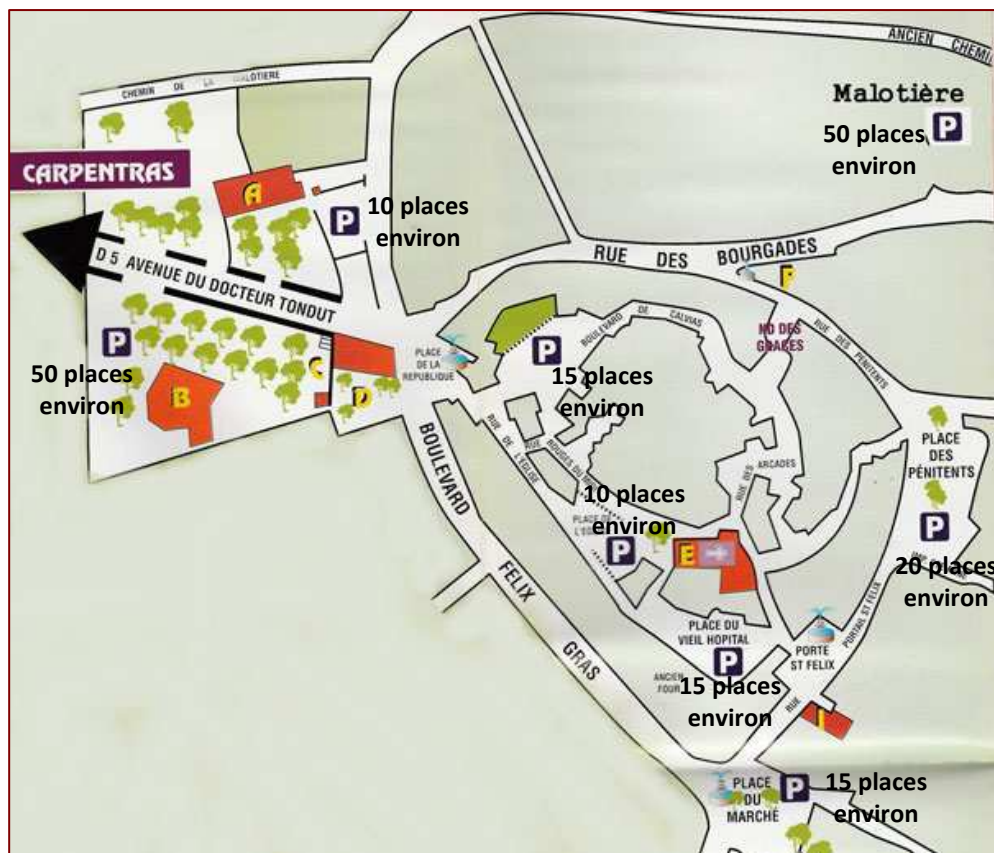 ANCIEN CHEMIN
CHEMIN DE LA MALOTIERE
Malotière
P
50 places
environ
CARPENTRAS
A
P
10 places
environ
RUE DES BOURGADES
D 5 AVENUE DU DOCTEUR TONDUT
F
P
50 places
environ
B
C
D
PLACE
DE LA
REPUBLIQUE
P
15 places
environ
BOULEVARD DE CALVIAS
ND DES
GRACES
RUE DES PENITENTS
RUE DE L'EGLISE
RUE
RUE DES ARCADES
PLACE
DES
PÉNITENTS
P
20 places
environ
BOULEVARD FELIX GRAS
10 places
environ
P
E
PLACE DU
VIEIL HOPITAL
P
15 places
environ
ANCIEN
FOUR
PORTE
ST FELIX
RUE PORTAIL ST FELIX
I
PLACE
DU
MARCHÉ
P
15 places
environ